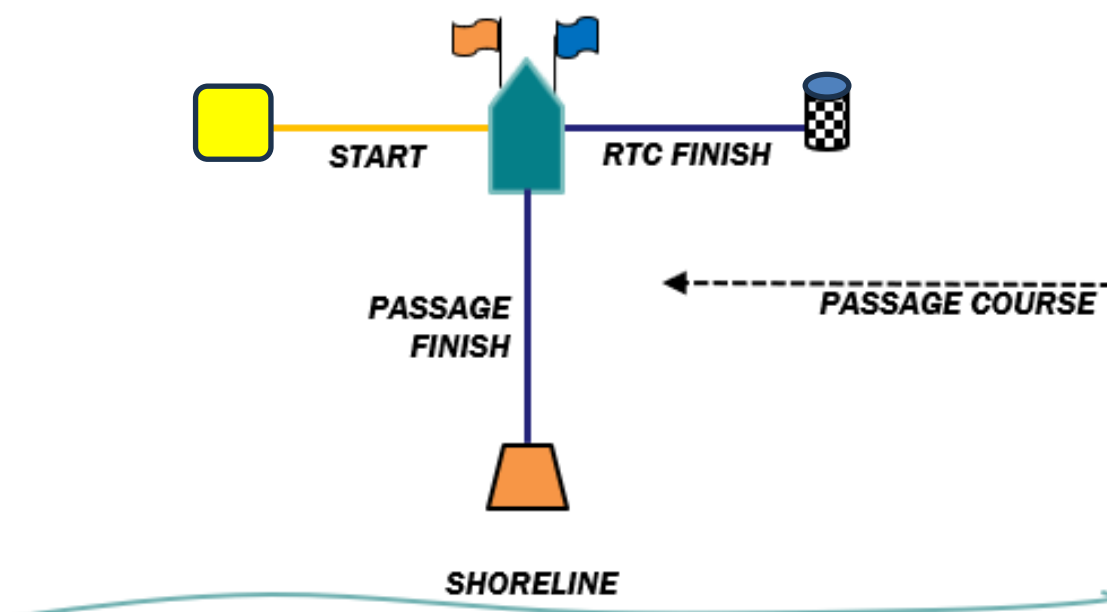 START
RTC FINISH
PASSAGE
FINISH
PASSAGE COURSE
SHORELINE